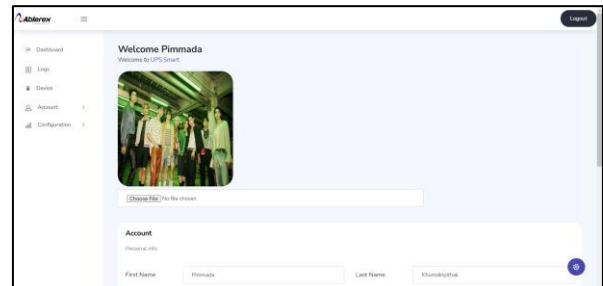 Ablerex
Logout
Dashboard
Logs
Device
Account
Configuration
Welcome Pimmada
Welcome to UPS Smart
Choose File No file chosen
Account
Personal info
First Name Pimmada Last Name